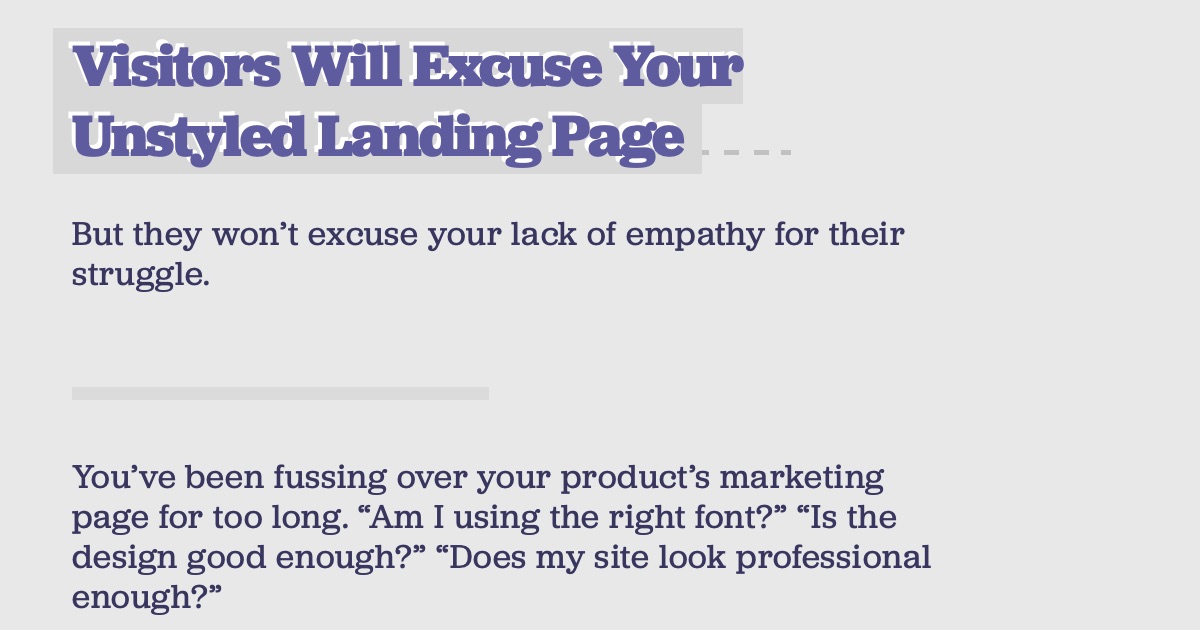 Visitors Will Excuse Your
Unstyled Landing Page
But they won’t excuse your lack of empathy for their
struggle.
You’ve been fussing over your product’s marketing
page for too long. “Am I using the right font?” “Is the
design good enough?” “Does my site look professional
enough?”